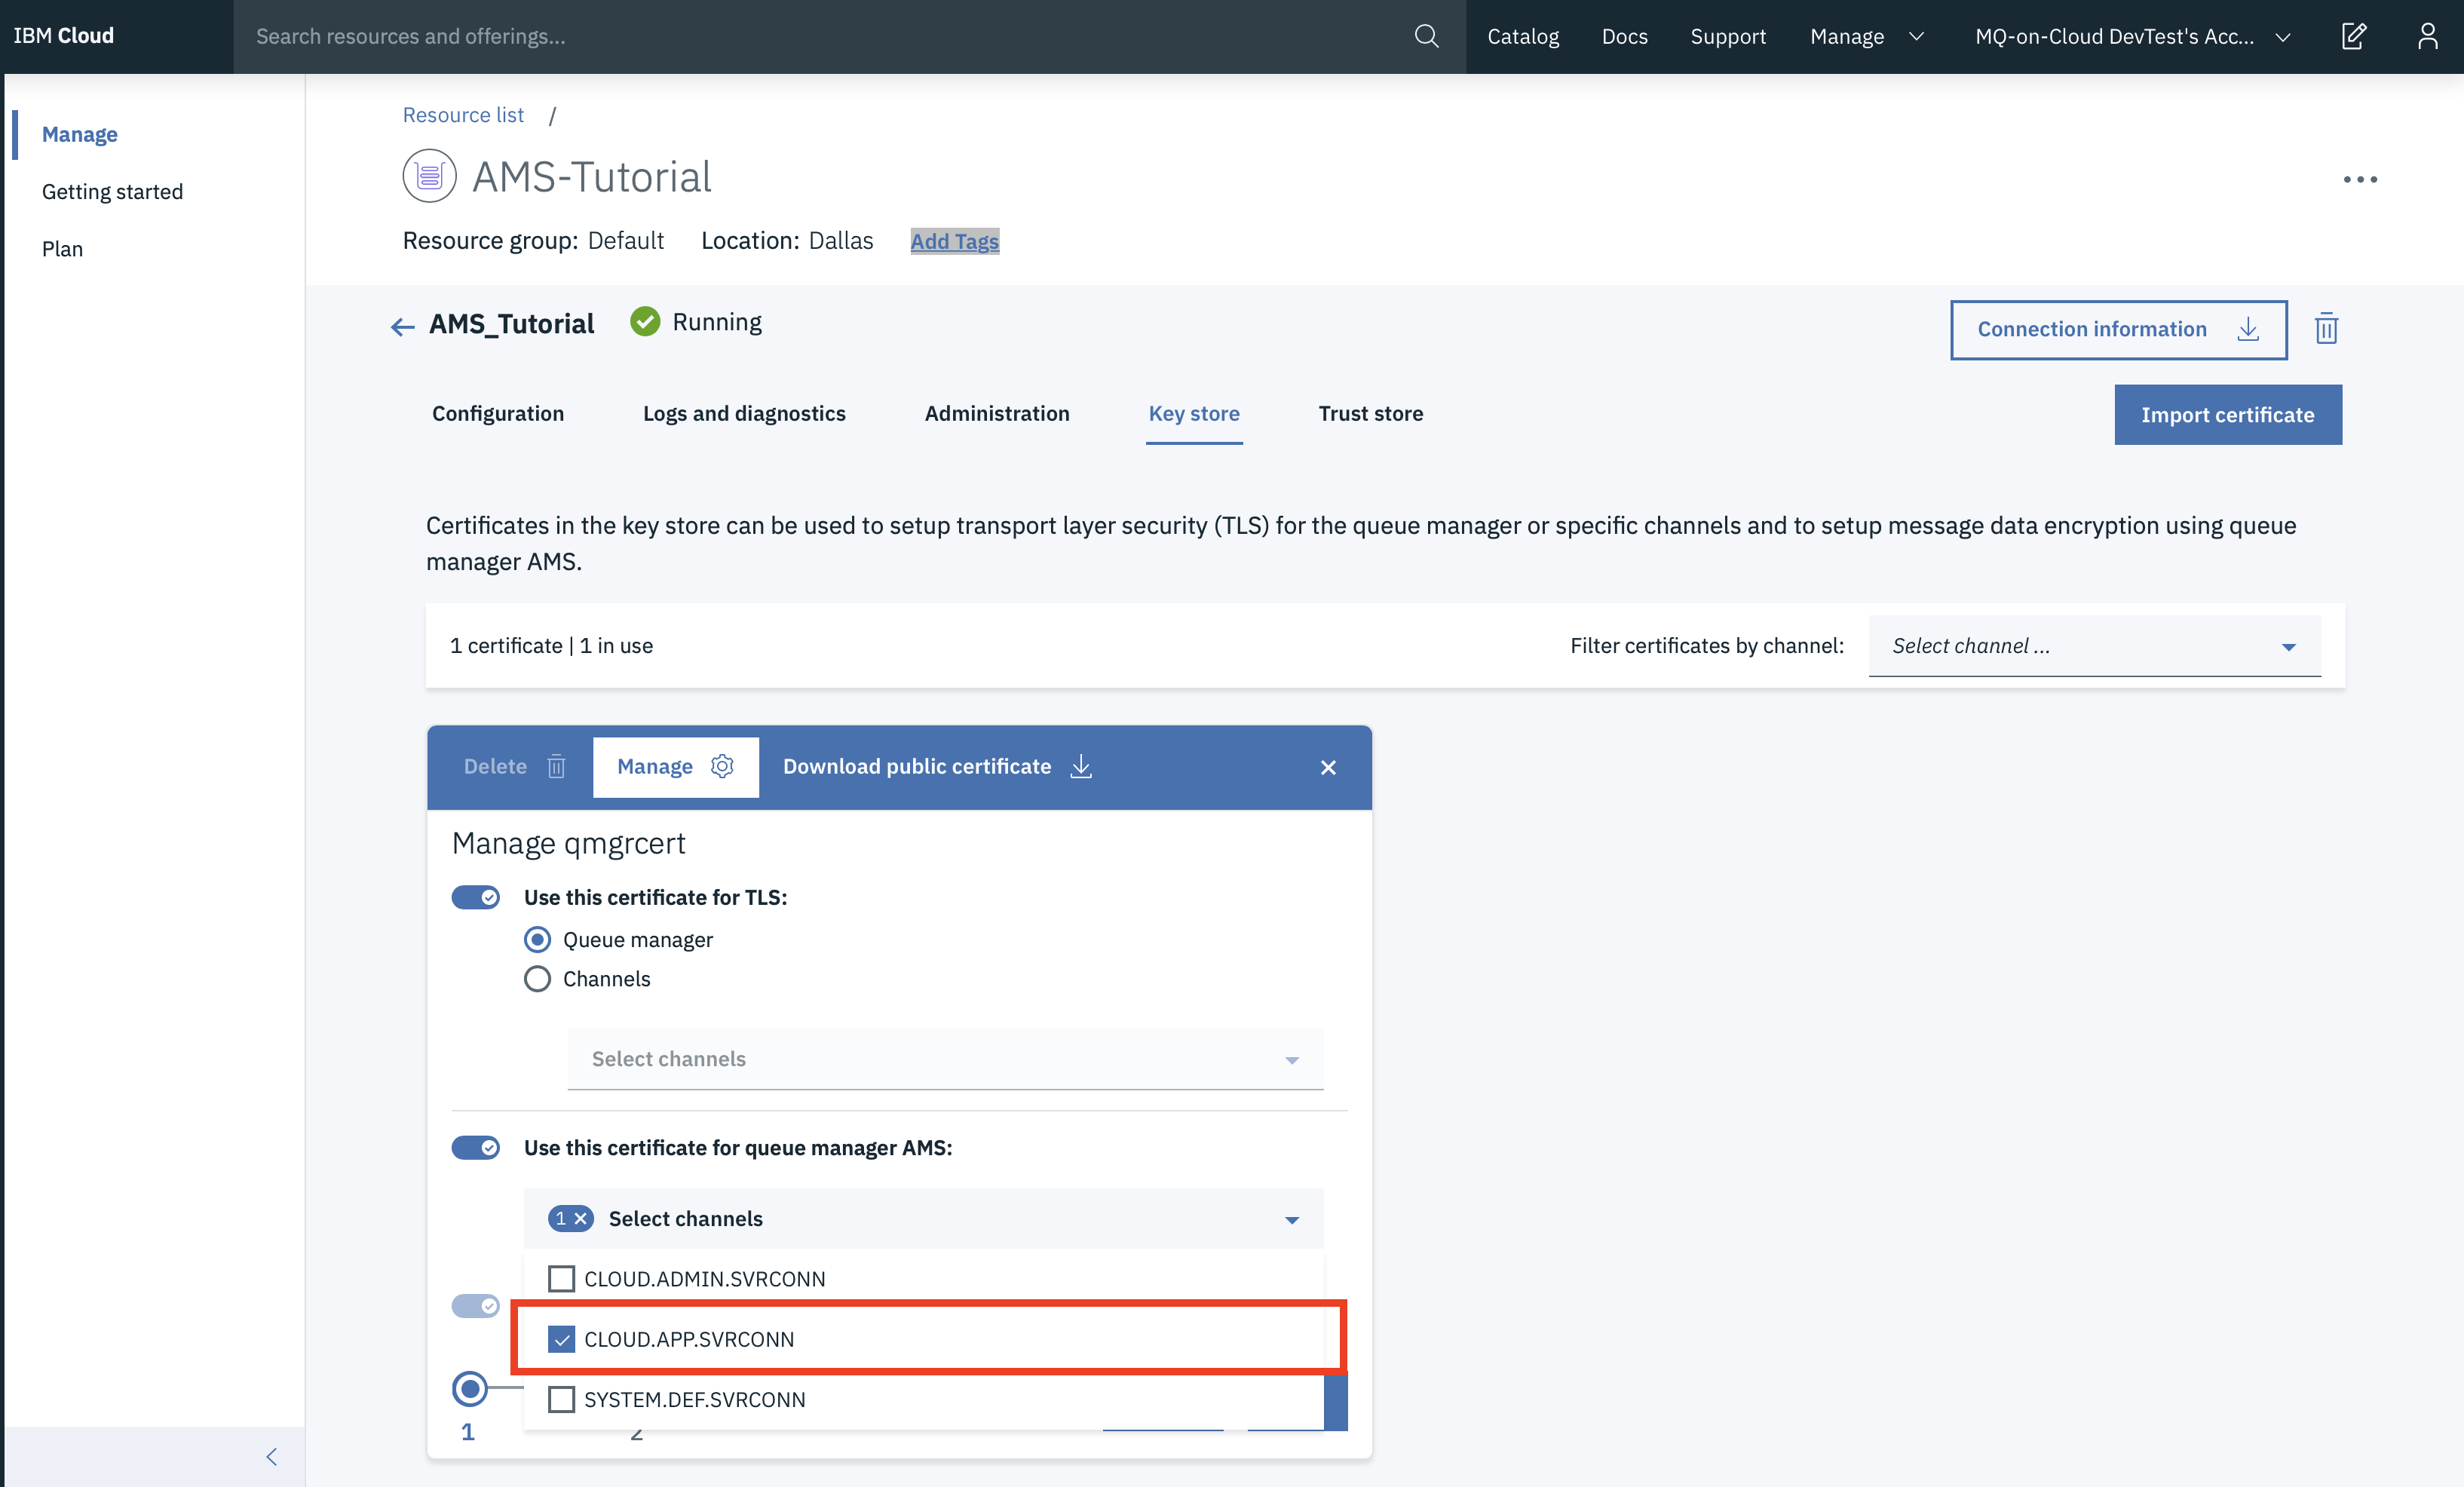 IBM Cloud
Search resources and offerings...
Catalog
Docs
Support
Manage
MQ-on-Cloud DevTest's Acc...
Manage
Getting started
Plan
Resource list /
AMS-Tutorial
Resource group: Default Location: Dallas Add Tags
AMS_Tutorial
Running
Connection information
Configuration
Logs and diagnostics
Administration
Key store
Trust store
Import certificate
Certificates in the key store can be used to setup transport layer security (TLS) for the queue manager or specific channels and to setup message data encryption using queue
manager AMS.
1 certificate | 1 in use
Filter certificates by channel:
Select channel ...
Delete
Manage
Download public certificate
Manage qmgrcert
Use this certificate for TLS:
Queue manager
Channels
Select channels
Use this certificate for queue manager AMS:
1 Select channels
CLOUD.ADMIN.SVRCONN
CLOUD.APP.SVRCONN
SYSTEM.DEF.SVRCONN
1
2